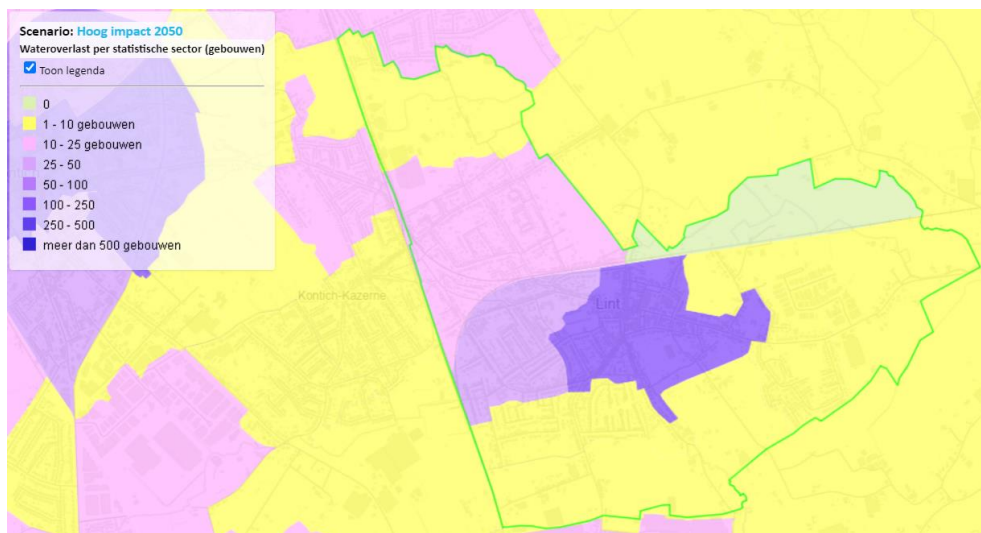 Scenario: Hoog impact 2050
Wateroverlast per statistische sector (gebouwen)
Toon legenda
0
1 - 10 gebouwen
10 - 25 gebouwen
25 - 50
50 - 100
100 - 250
250 - 500
meer dan 500 gebouwen
Kontich-Kazerne
Lint